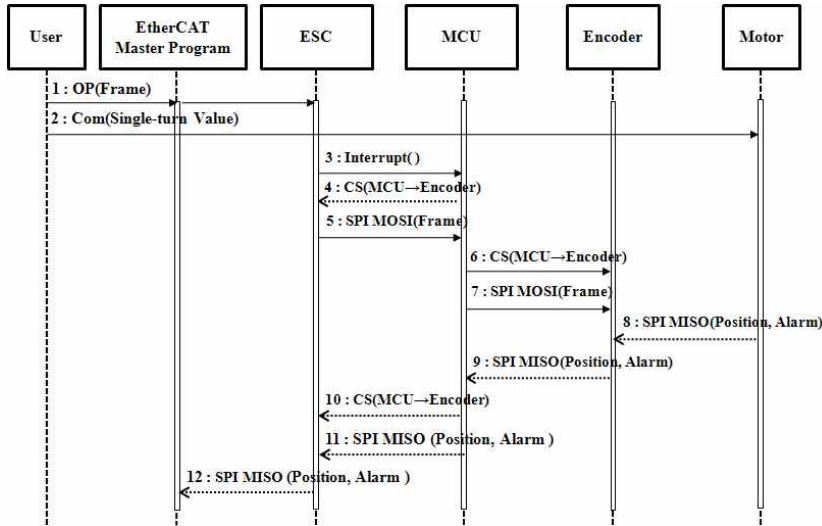 User
EtherCAT
Master Program
ESC
MCU
Encoder
Motor
1 : OP(Frame)
2 : Com(Single-turn Value)
3 : Interrupt( )
4 : CS(MCU→Encoder)
5 : SPI MOSI(Frame)
6 : CS(MCU→Encoder)
7 : SPI MOSI(Frame)
8 : SPI MISO(Position, Alarm)
9 : SPI MISO(Position, Alarm)
10 : CS(MCU→Encoder)
11 : SPI MISO (Position, Alarm )
12 : SPI MISO (Position, Alarm )